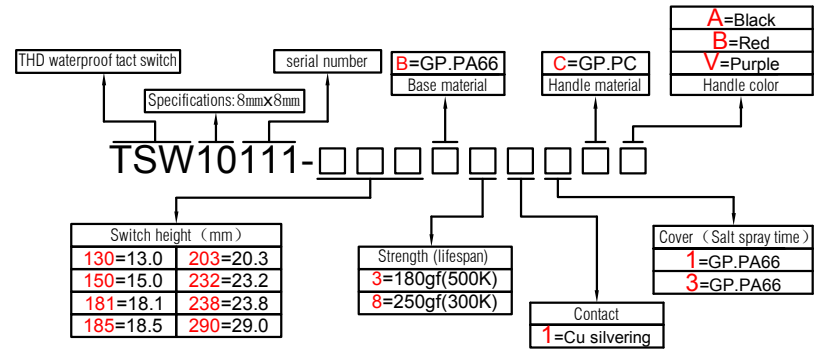 A=Black
B=Red
V=Purple
Handle color
THD waterproof tact switch
serial number
B=GP.PA66
Base material
C=GP.PC
Handle material
Specifications:8mmx8mm
TSW10111-□□□□□□□□□
Switch height（mm）
130=13.0 203=20.3
150=15.0 232=23.2
181=18.1 238=23.8
185=18.5 290=29.0
Strength (lifespan)
3=180gf(500K)
8=250gf(300K)
Contact
1=Cu silvering
Cover（Salt spray time）
1=GP.PA66
3=GP.PA66